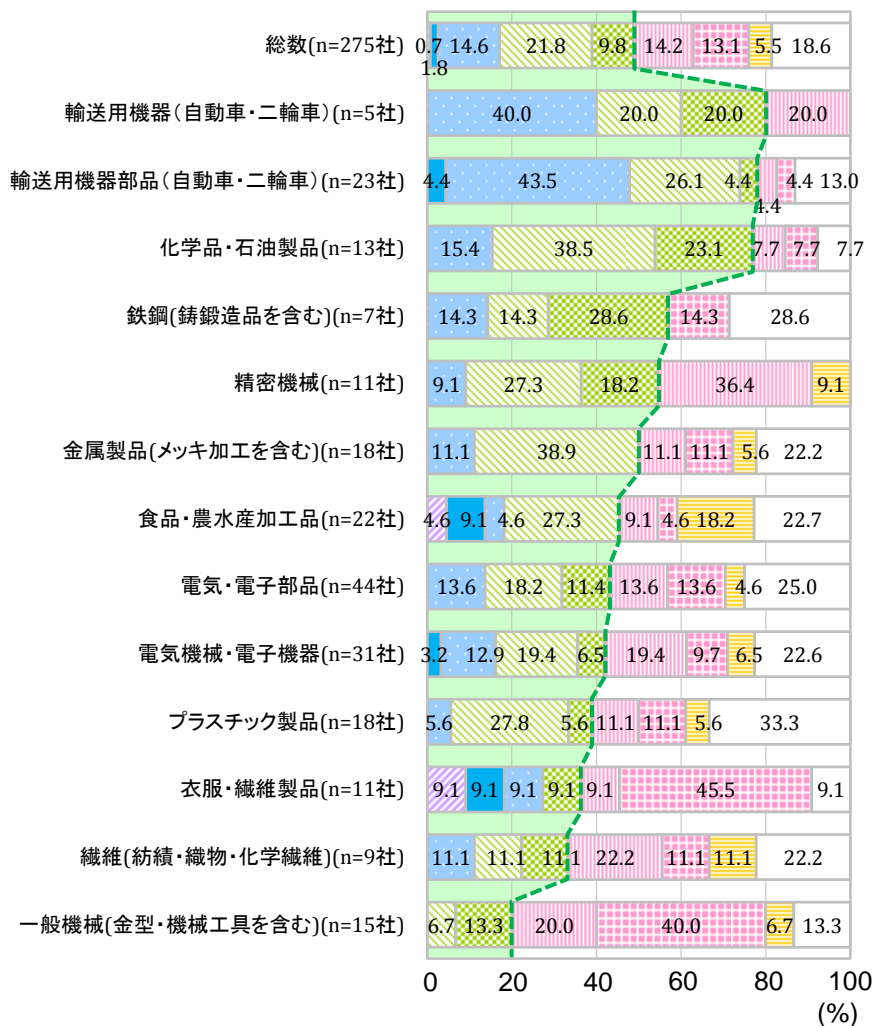 総数(n=275社) 0.7 14.6 21.8 9.8 14.2 13.1 5.5 18.6
1.8
輸送用機器(自動車・二輪車)(n=5社) 40.0 20.0 20.0 20.0
輸送用機器部品(自動車・二輪車)(n=23社) 4.4 43.5 26.1 4.4 4.4 13.0
4.4
化学品・石油製品(n=13社) 15.4 38.5 23.1 7.7 7.7 7.7
鉄鋼(鋳鍛造品を含む)(n=7社) 14.3 14.3 28.6 14.3 28.6
精密機械(n=11社) 9.1 27.3 18.2 36.4 9.1
金属製品(メッキ加工を含む)(n=18社) 11.1 38.9 11.1 11.1 5.6 22.2
食品・農水産加工品(n=22社) 4.6 9.1 4.6 27.3 9.1 4.6 18.2 22.7
電気・電子部品(n=44社) 13.6 18.2 11.4 13.6 13.6 4.6 25.0
電気機械・電子機器(n=31社) 3.2 12.9 19.4 6.5 19.4 9.7 6.5 22.6
プラスチック製品(n=18社) 5.6 27.8 5.6 11.1 11.1 5.6 33.3
衣服・繊維製品(n=11社) 9.1 9.1 9.1 9.1 9.1 45.5 9.1
繊維(紡績・織物・化学繊維)(n=9社) 11.1 11.1 11.1 22.2 11.1 11.1 22.2
一般機械(金型・機械工具を含む)(n=15社) 6.7 13.3 20.0 40.0 6.7 13.3
0 20 40 60 80 100
(%)